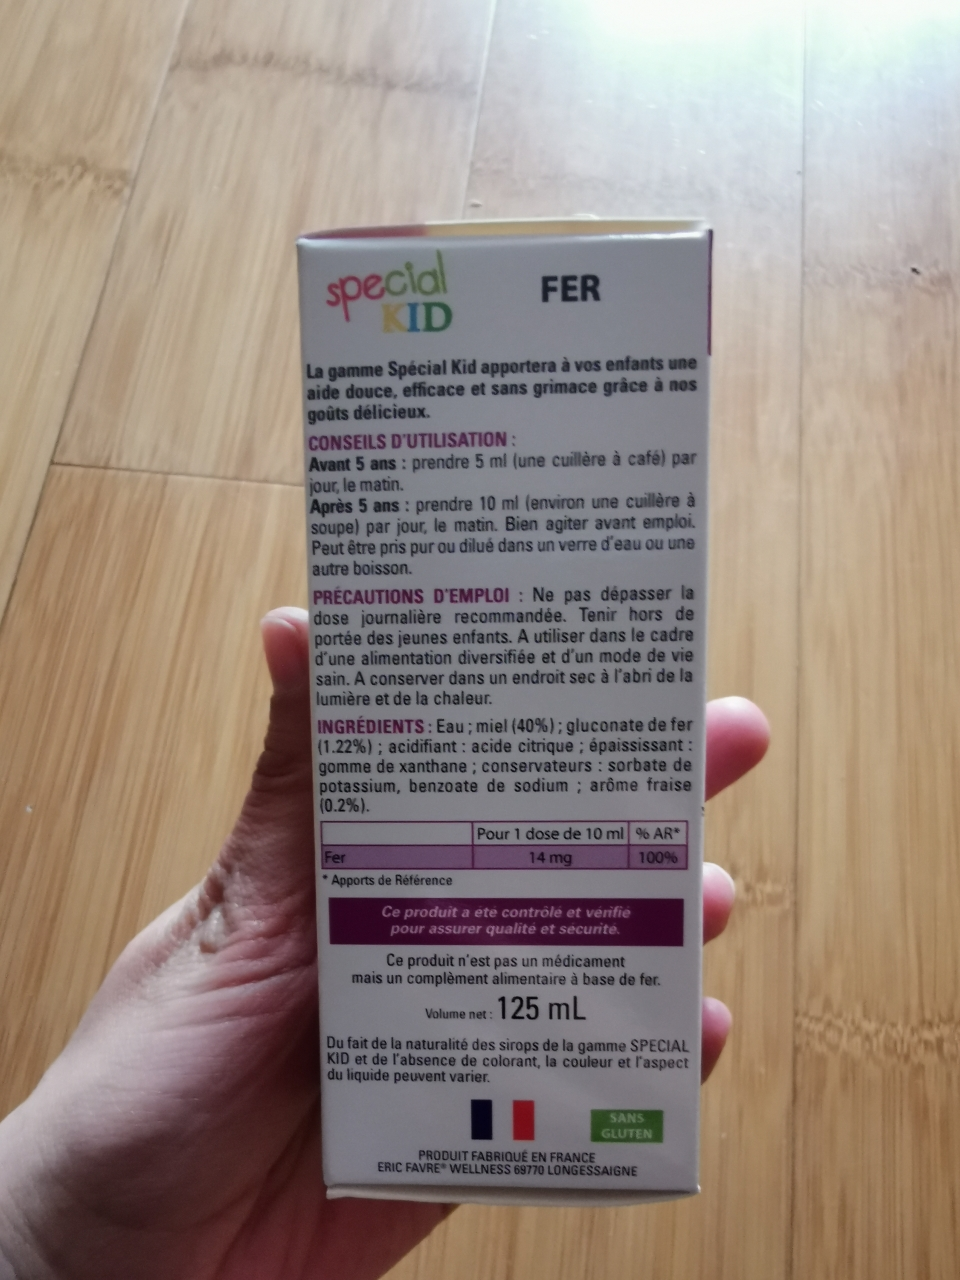 special
KID
FER
La gamme Spécial Kid apportera à vos enfants une
aide douce, efficace et sans grimace grâce à nos
goûts délicieux.
CONSEILS D'UTILISATION :
Avant 5 ans : prendre 5 ml (une cuillère à café) par
jour, le matin.
Après 5 ans : prendre 10 ml (environ une cuillère à
soupe) par jour, le matin. Bien agiter avant emploi.
Peut être pris pur ou dilué dans un verre d'eau ou une
autre boisson.
PRÉCAUTIONS D'EMPLOI : Ne pas dépasser la
dose journalière recommandée. Tenir hors de
portée des jeunes enfants. A utiliser dans le cadre
d'une alimentation diversifiée et d'un mode de vie
sain. A conserver dans un endroit sec à l'abri de la
lumière et de la chaleur.
INGRÉDIENTS : Eau ; miel (40%) ; gluconate de fer
(1.22%) ; acidifiant : acide citrique ; épaississant :
gomme de xanthane ; conservateurs : sorbate de
potassium, benzoate de sodium ; arôme fraise
(0.2%).
Pour 1 dose de 10 ml % AR*
Fer 14 mg 100%
* Apports de Référence
Ce produit a été contrôlé et vérifié
pour assurer qualité et sécurité.
Ce produit n'est pas un médicament
mais un complément alimentaire à base de fer.
Volume net : 125 mL
Du fait de la naturalité des sirops de la gamme SPECIAL
KID et de l'absence de colorant, la couleur et l'aspect
du liquide peuvent varier.
SANS
GLUTEN
PRODUIT FABRIQUÉ EN FRANCE
ERIC FAVRE® WELLNESS 69770 LONGESSAIGNE